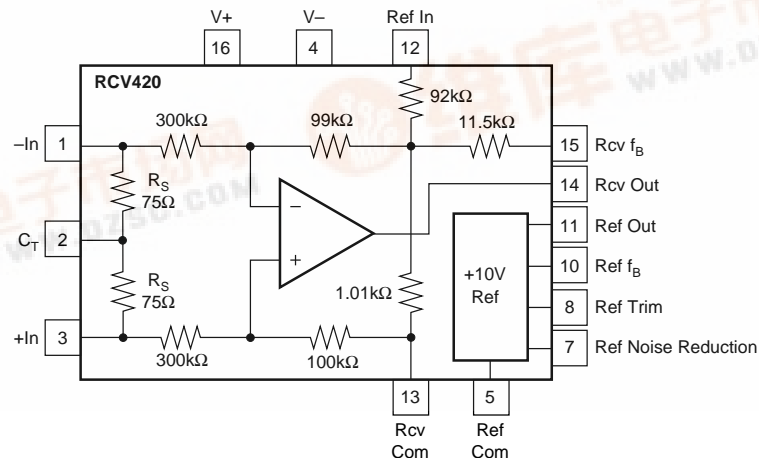 V+
V–
Ref In
16
4
12
RCV420
92kΩ
300kΩ
99kΩ
11.5kΩ
–In
1
15
Rcv fB
RS
75Ω
14
Rcv Out
11
Ref Out
CT
2
+10V
Ref
10
Ref fB
RS
75Ω
1.01kΩ
8
Ref Trim
+In
3
300kΩ
100kΩ
7
Ref Noise Reduction
13
5
Rcv
Com
Ref
Com